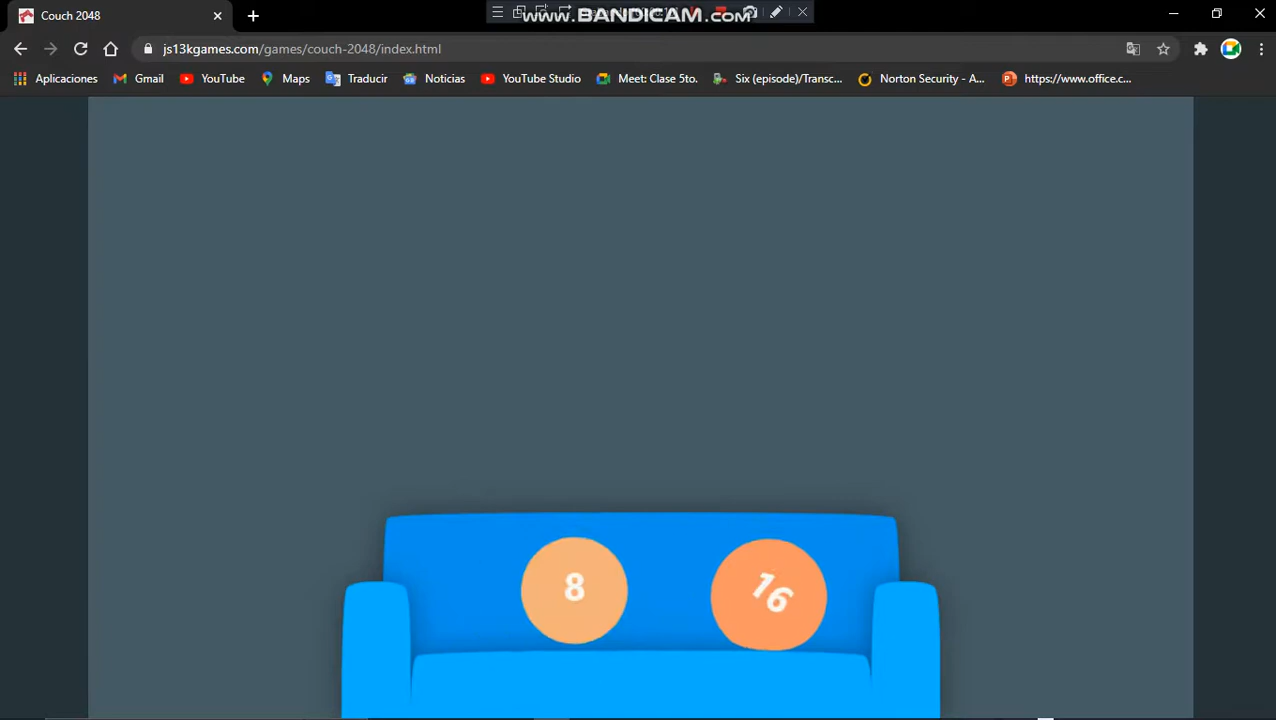 Couch 2048
www.BANDICAM.com
js13kgames.com/games/couch-2048/index.html
Aplicaciones
Gmail
YouTube
Maps
Traducir
Noticias
YouTube Studio
Meet: Clase 5to.
Six (episode)/Transc...
Norton Security - A...
https://www.office.c...
8
16